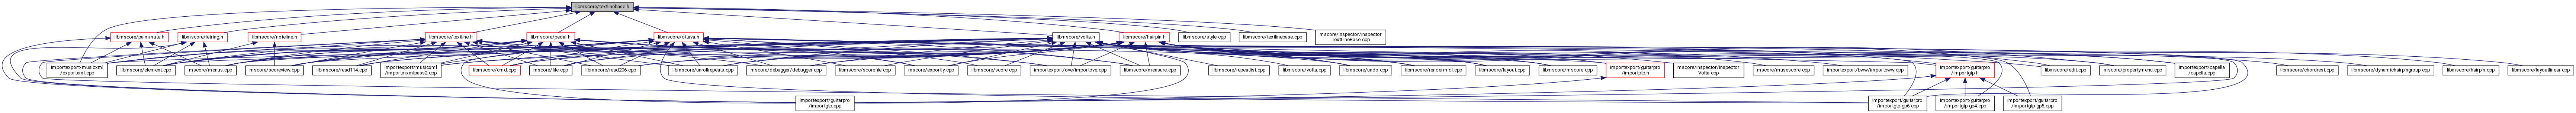 libmscore/textlinebase.h
libmscore/palmmute.h
libmscore/letring.h
libmscore/noteline.h
libmscore/textline.h
libmscore/pedal.h
libmscore/ottava.h
libmscore/volta.h
libmscore/hairpin.h
libmscore/style.cpp
libmscore/textlinebase.cpp
mscore/inspector/inspector
TextLineBase.cpp
importexport/musicxml
/exportxml.cpp
libmscore/element.cpp
mscore/menus.cpp
mscore/scoreview.cpp
libmscore/read114.cpp
importexport/musicxml
/importmxmlpass2.cpp
libmscore/cmd.cpp
mscore/file.cpp
libmscore/read206.cpp
libmscore/unrollrepeats.cpp
mscore/debugger/debugger.cpp
libmscore/scorefile.cpp
mscore/exportly.cpp
libmscore/score.cpp
importexport/ove/importove.cpp
libmscore/measure.cpp
libmscore/repeatlist.cpp
libmscore/volta.cpp
libmscore/undo.cpp
libmscore/rendermidi.cpp
libmscore/layout.cpp
libmscore/mscore.cpp
importexport/guitarpro
/importgtb.h
mscore/inspector/inspector
Volta.cpp
mscore/musescore.cpp
importexport/bww/importbww.cpp
importexport/guitarpro
/importgtp.h
libmscore/edit.cpp
mscore/propertymenu.cpp
importexport/capella
/capella.cpp
libmscore/chordrest.cpp
libmscore/dynamichairpingroup.cpp
libmscore/hairpin.cpp
libmscore/layoutlinear.cpp
importexport/guitarpro
/importgtp.cpp
importexport/guitarpro
/importgtp-gp6.cpp
importexport/guitarpro
/importgtp-gp4.cpp
importexport/guitarpro
/importgtp-gp5.cpp